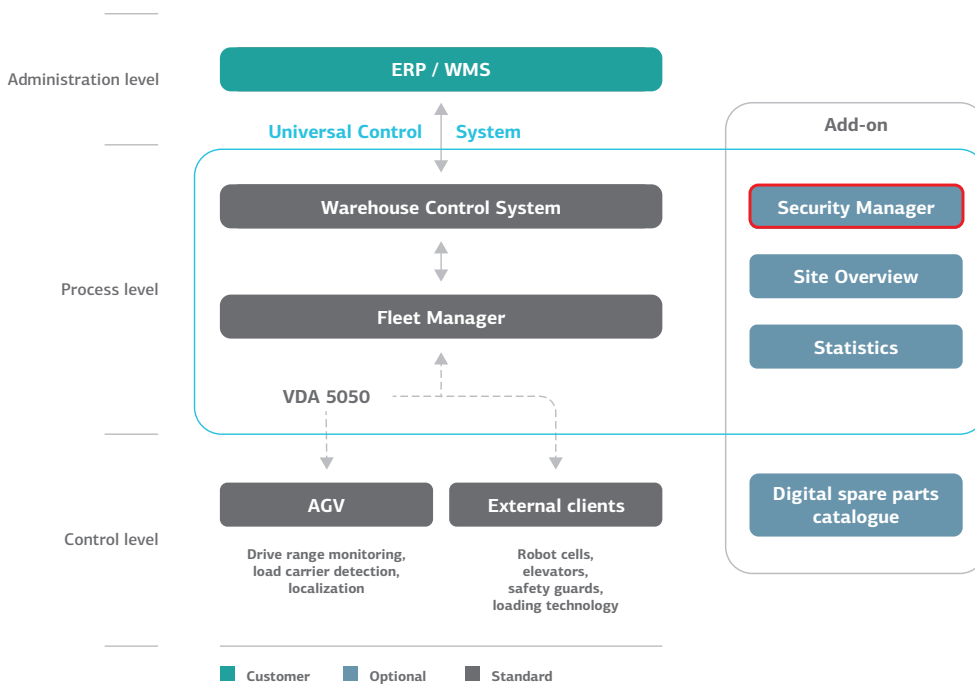 Administration level
ERP / WMS
Universal Control System
Add-on
Process level
Warehouse Control System
Fleet Manager
VDA 5050
Security Manager
Site Overview
Statistics
Control level
AGV
External clients
Drive range monitoring,
load carrier detection,
localization
Robot cells,
elevators,
safety guards,
loading technology
Digital spare parts
catalogue
Customer
Optional
Standard